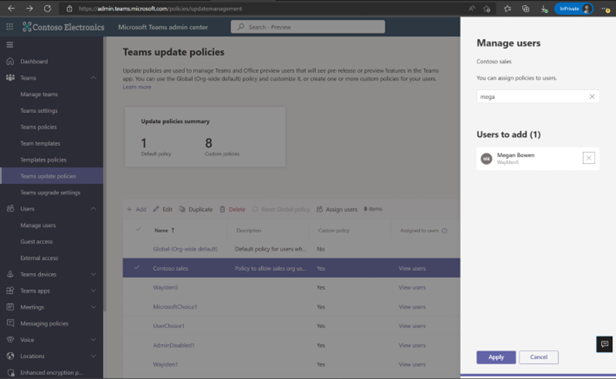 https://admin.teams.microsoft.com/policies/updatemanagement
InPrivate
Contoso Electronics
Microsoft Teams admin center
Search - Preview
Dashboard
Teams
Manage teams
Teams settings
Teams policies
Team templates
Templates policies
Teams update policies
Teams upgrade settings
Users
Manage users
Guest access
External access
Teams devices
Teams apps
Meetings
Messaging policies
Voice
Locations
Enhanced encryption p...
Teams update policies
Update policies are used to manage Teams and Office preview users that will see pre-release or preview features in the Teams
app. You can use the Global (Org-wide default) policy and customize it, or create one or more custom policies for your users.
Learn more
Update policies summary
1
Default policy
8
Custom policies
Add
Edit
Duplicate
Delete
Reset Global policy
Assign users
8 items
Name ↑
Description
Custom policy
Assigned to users
Global (Org-wide default)
Default policy for users wh...
No
Contoso sales
Policy to allow sales org us...
Yes
View users
Yes
View users
MicrosoftChoice1
Yes
View users
UserChoice1
Yes
View users
AdminDisabled1
Yes
View users
Yes
View users
Manage users
Contoso sales
You can assign policies to users.
mega
Users to add (1)
MB
Megan Bowen
Apply
Cancel